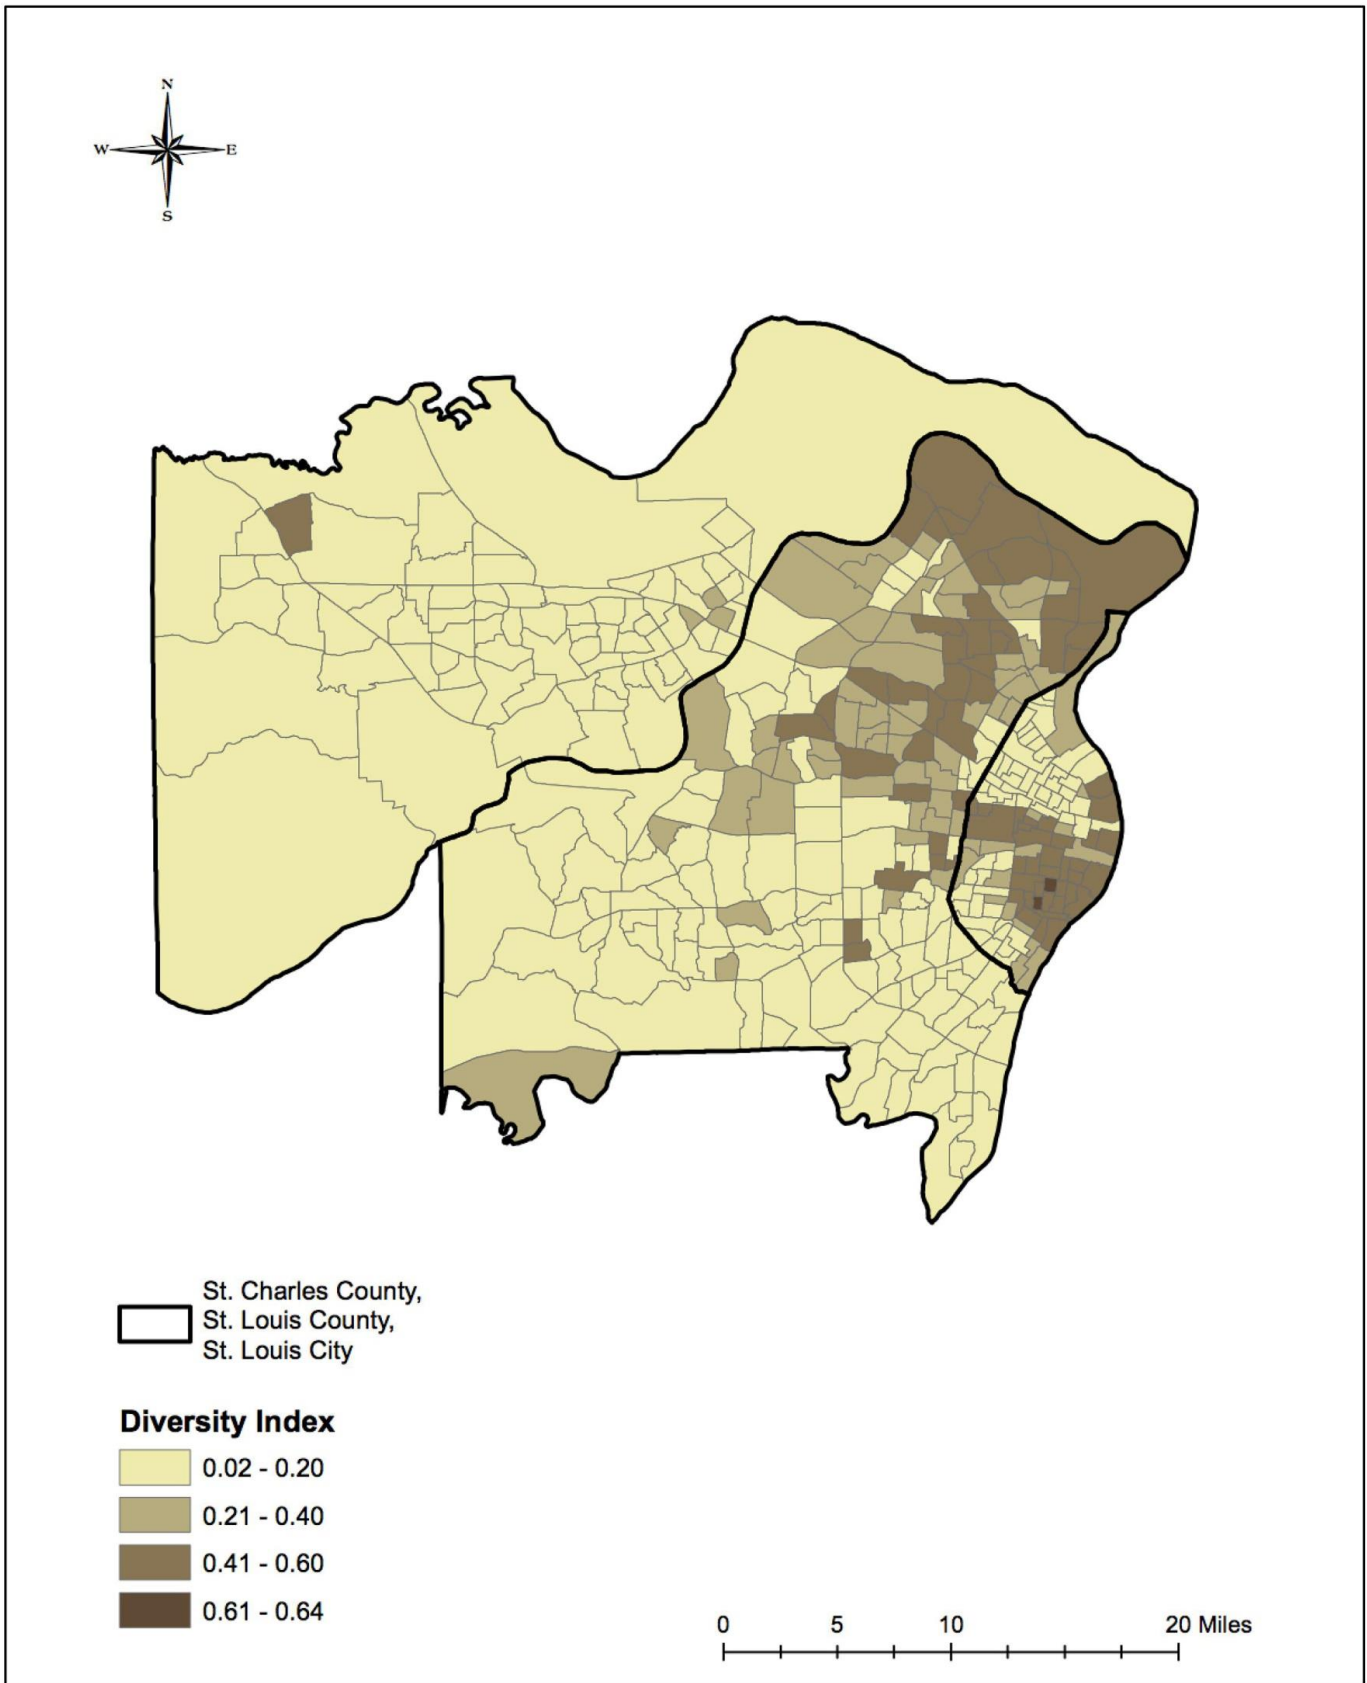 N
W E
S
St. Charles County,
St. Louis County,
St. Louis City
Diversity Index
0.02 - 0.20
0.21 - 0.40
0.41 - 0.60
0.61 - 0.64
0 5 10 20 Miles